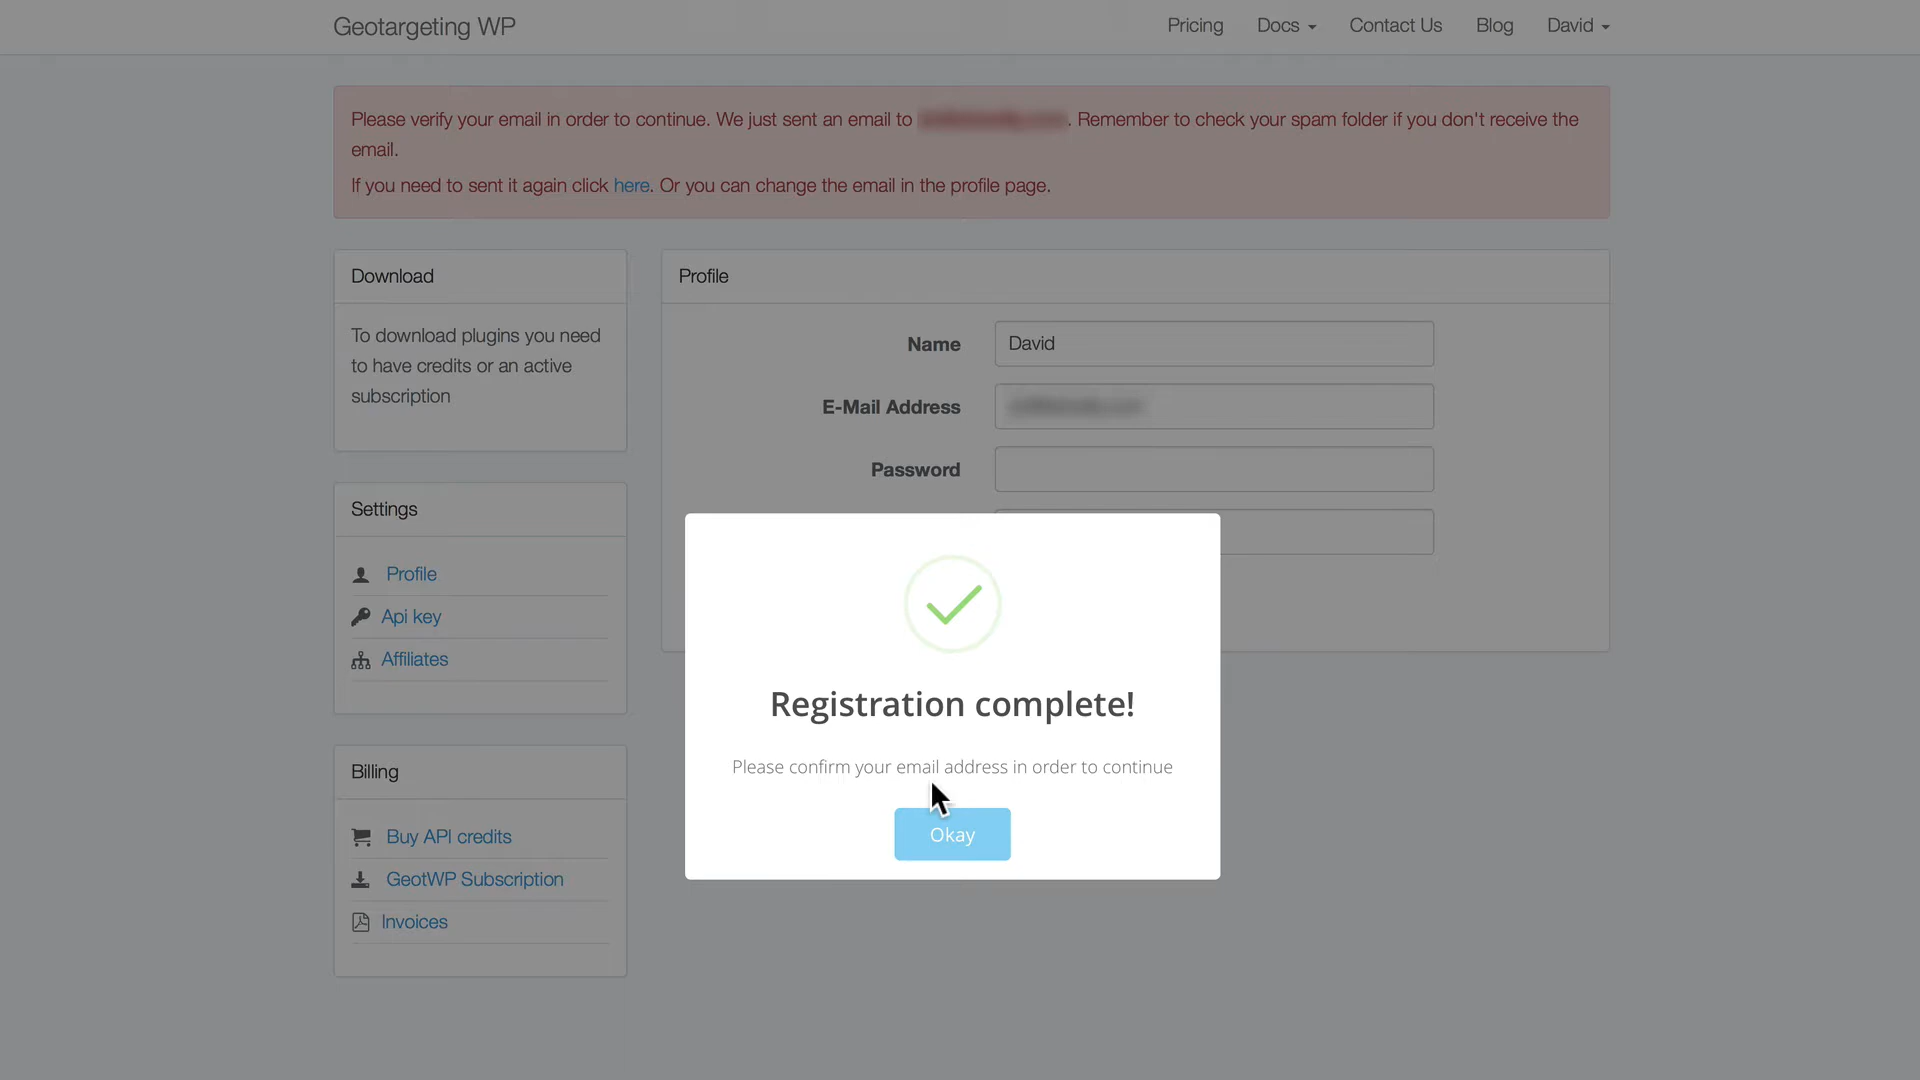 Geotargeting WP
Pricing
Docs
Contact Us
Blog
David
Please verify your email in order to continue. We just sent an email to . Remember to check your spam folder if you don't receive the
email.
If you need to sent it again click here. Or you can change the email in the profile page.
Download
To download plugins you need
to have credits or an active
subscription
Settings
Profile
Api key
Affiliates
Billing
Buy API credits
GeotWP Subscription
Invoices
Profile
Name
David
E-Mail Address
Password
Registration complete!
Please confirm your email address in order to continue
Okay